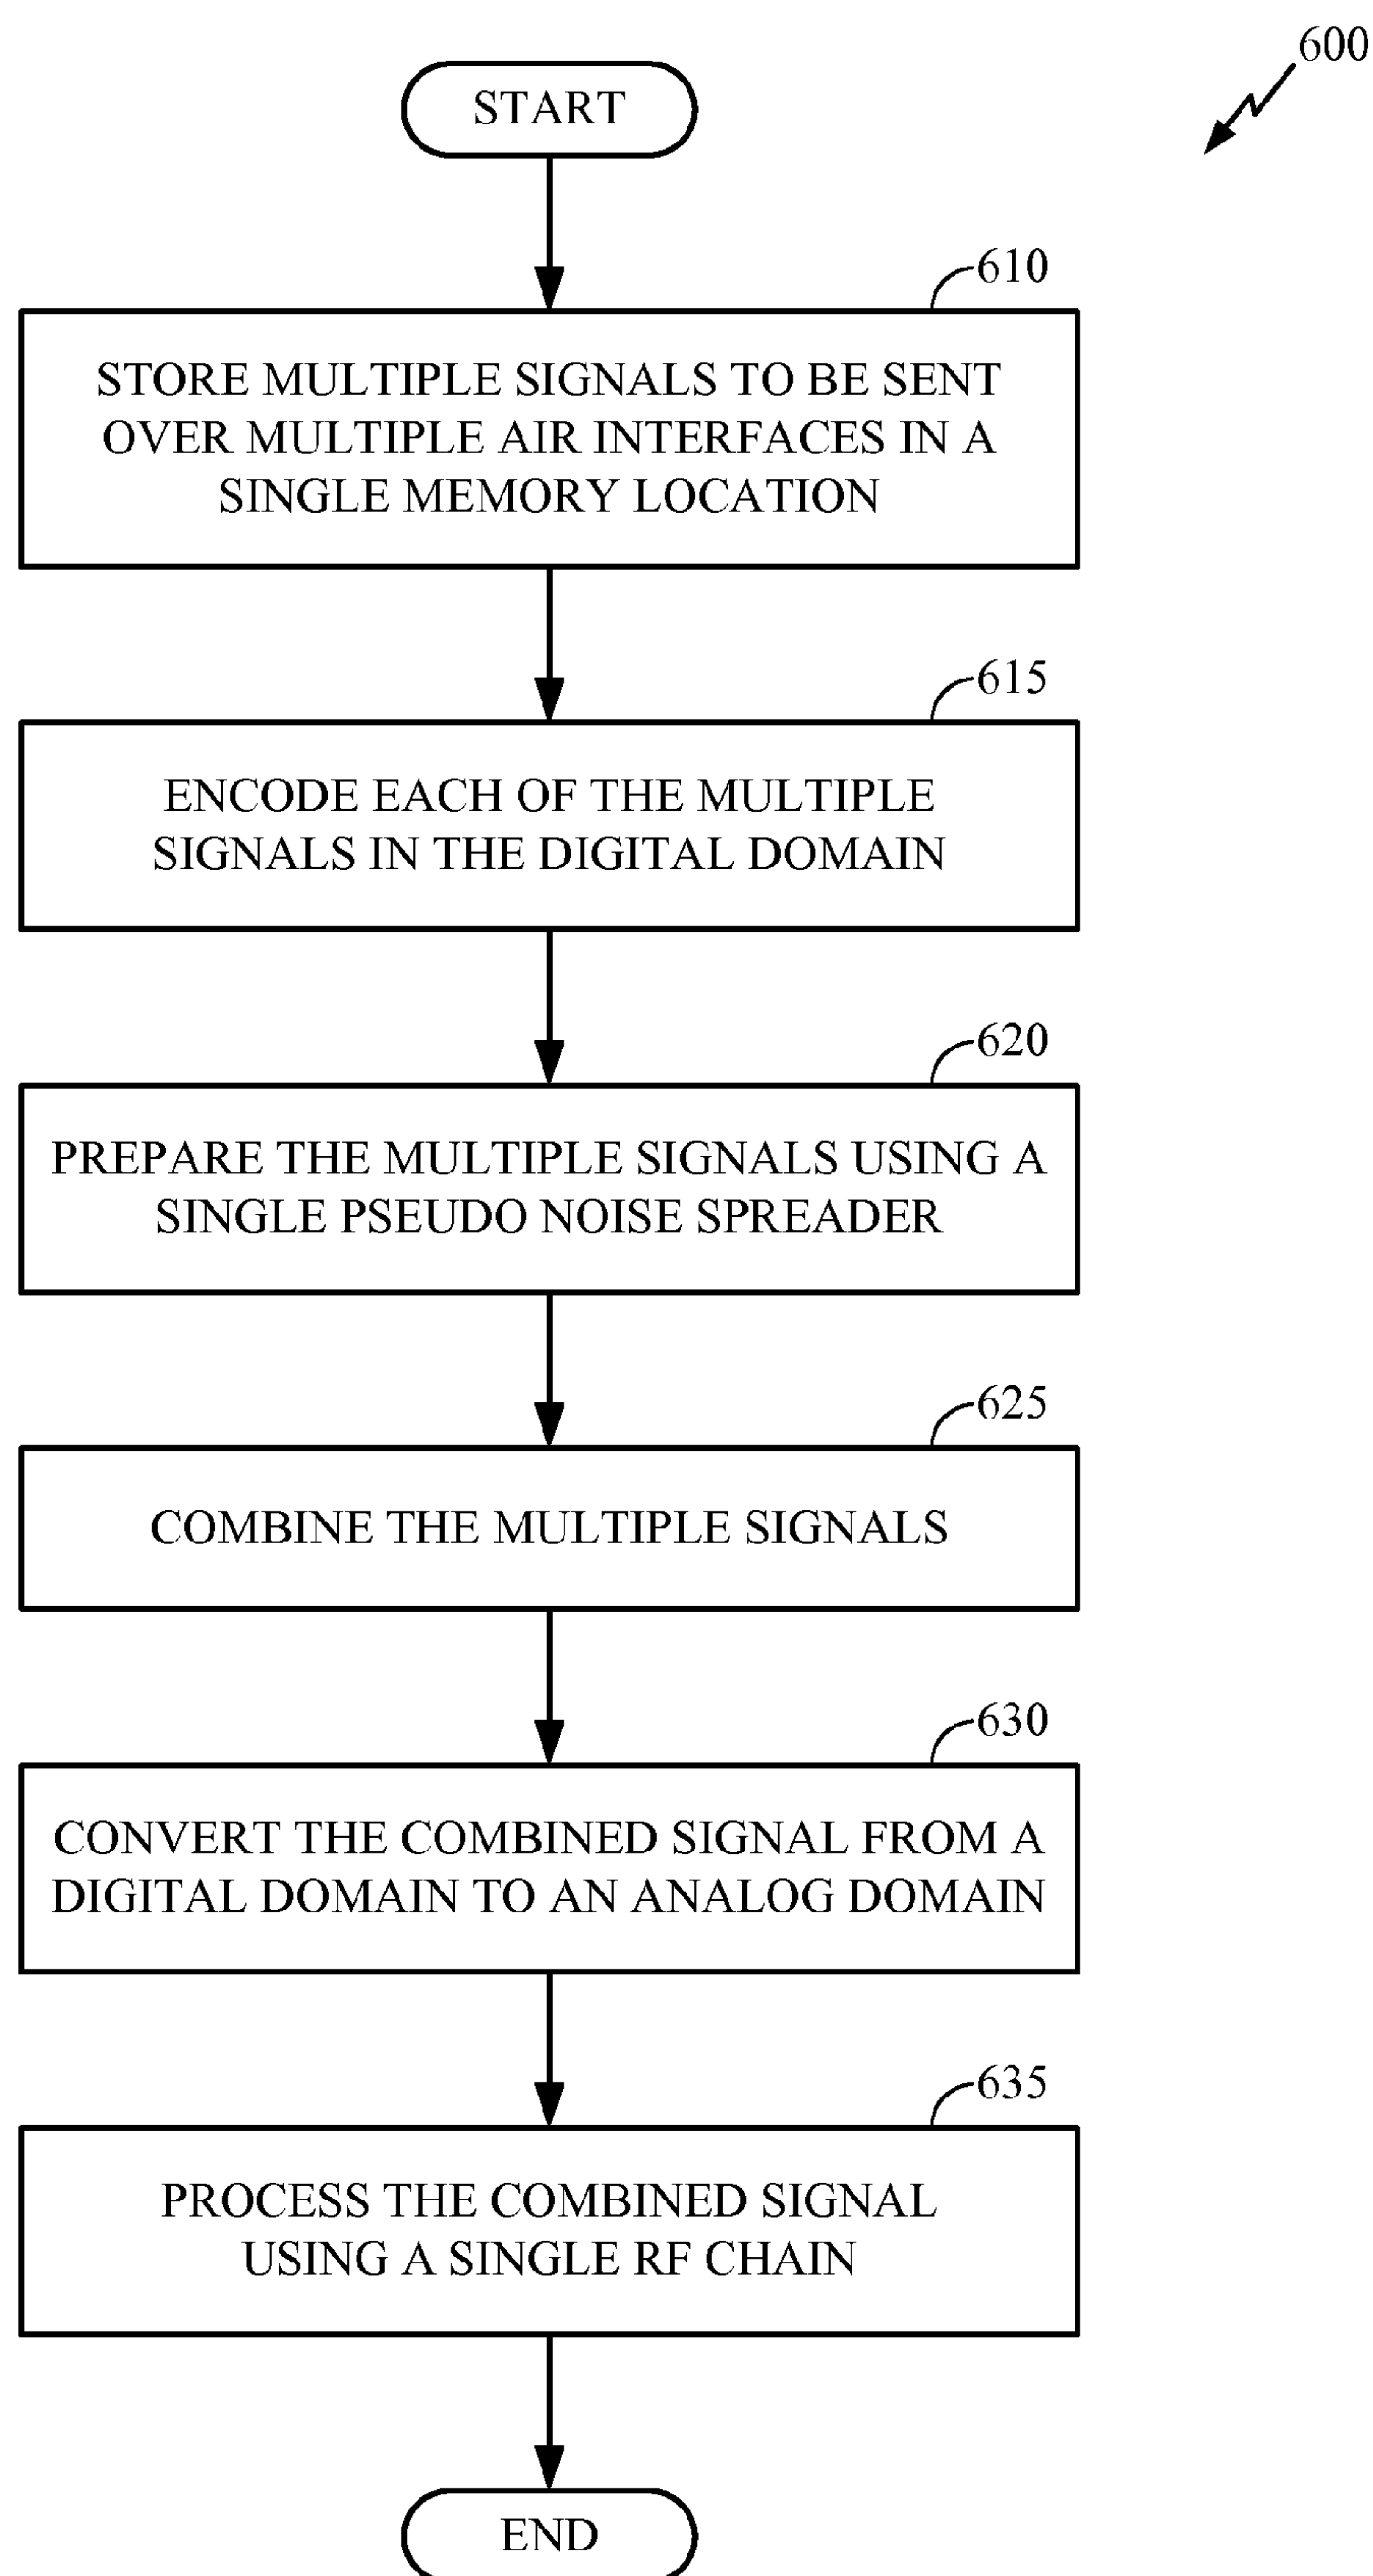 600
START
610
STORE MULTIPLE SIGNALS TO BE SENT
OVER MULTIPLE AIR INTERFACES IN A
SINGLE MEMORY LOCATION
615
ENCODE EACH OF THE MULTIPLE
SIGNALS IN THE DIGITAL DOMAIN
620
PREPARE THE MULTIPLE SIGNALS USING A
SINGLE PSEUDO NOISE SPREADER
625
COMBINE THE MULTIPLE SIGNALS
630
CONVERT THE COMBINED SIGNAL FROM A
DIGITAL DOMAIN TO AN ANALOG DOMAIN
635
PROCESS THE COMBINED SIGNAL
USING A SINGLE RF CHAIN
END